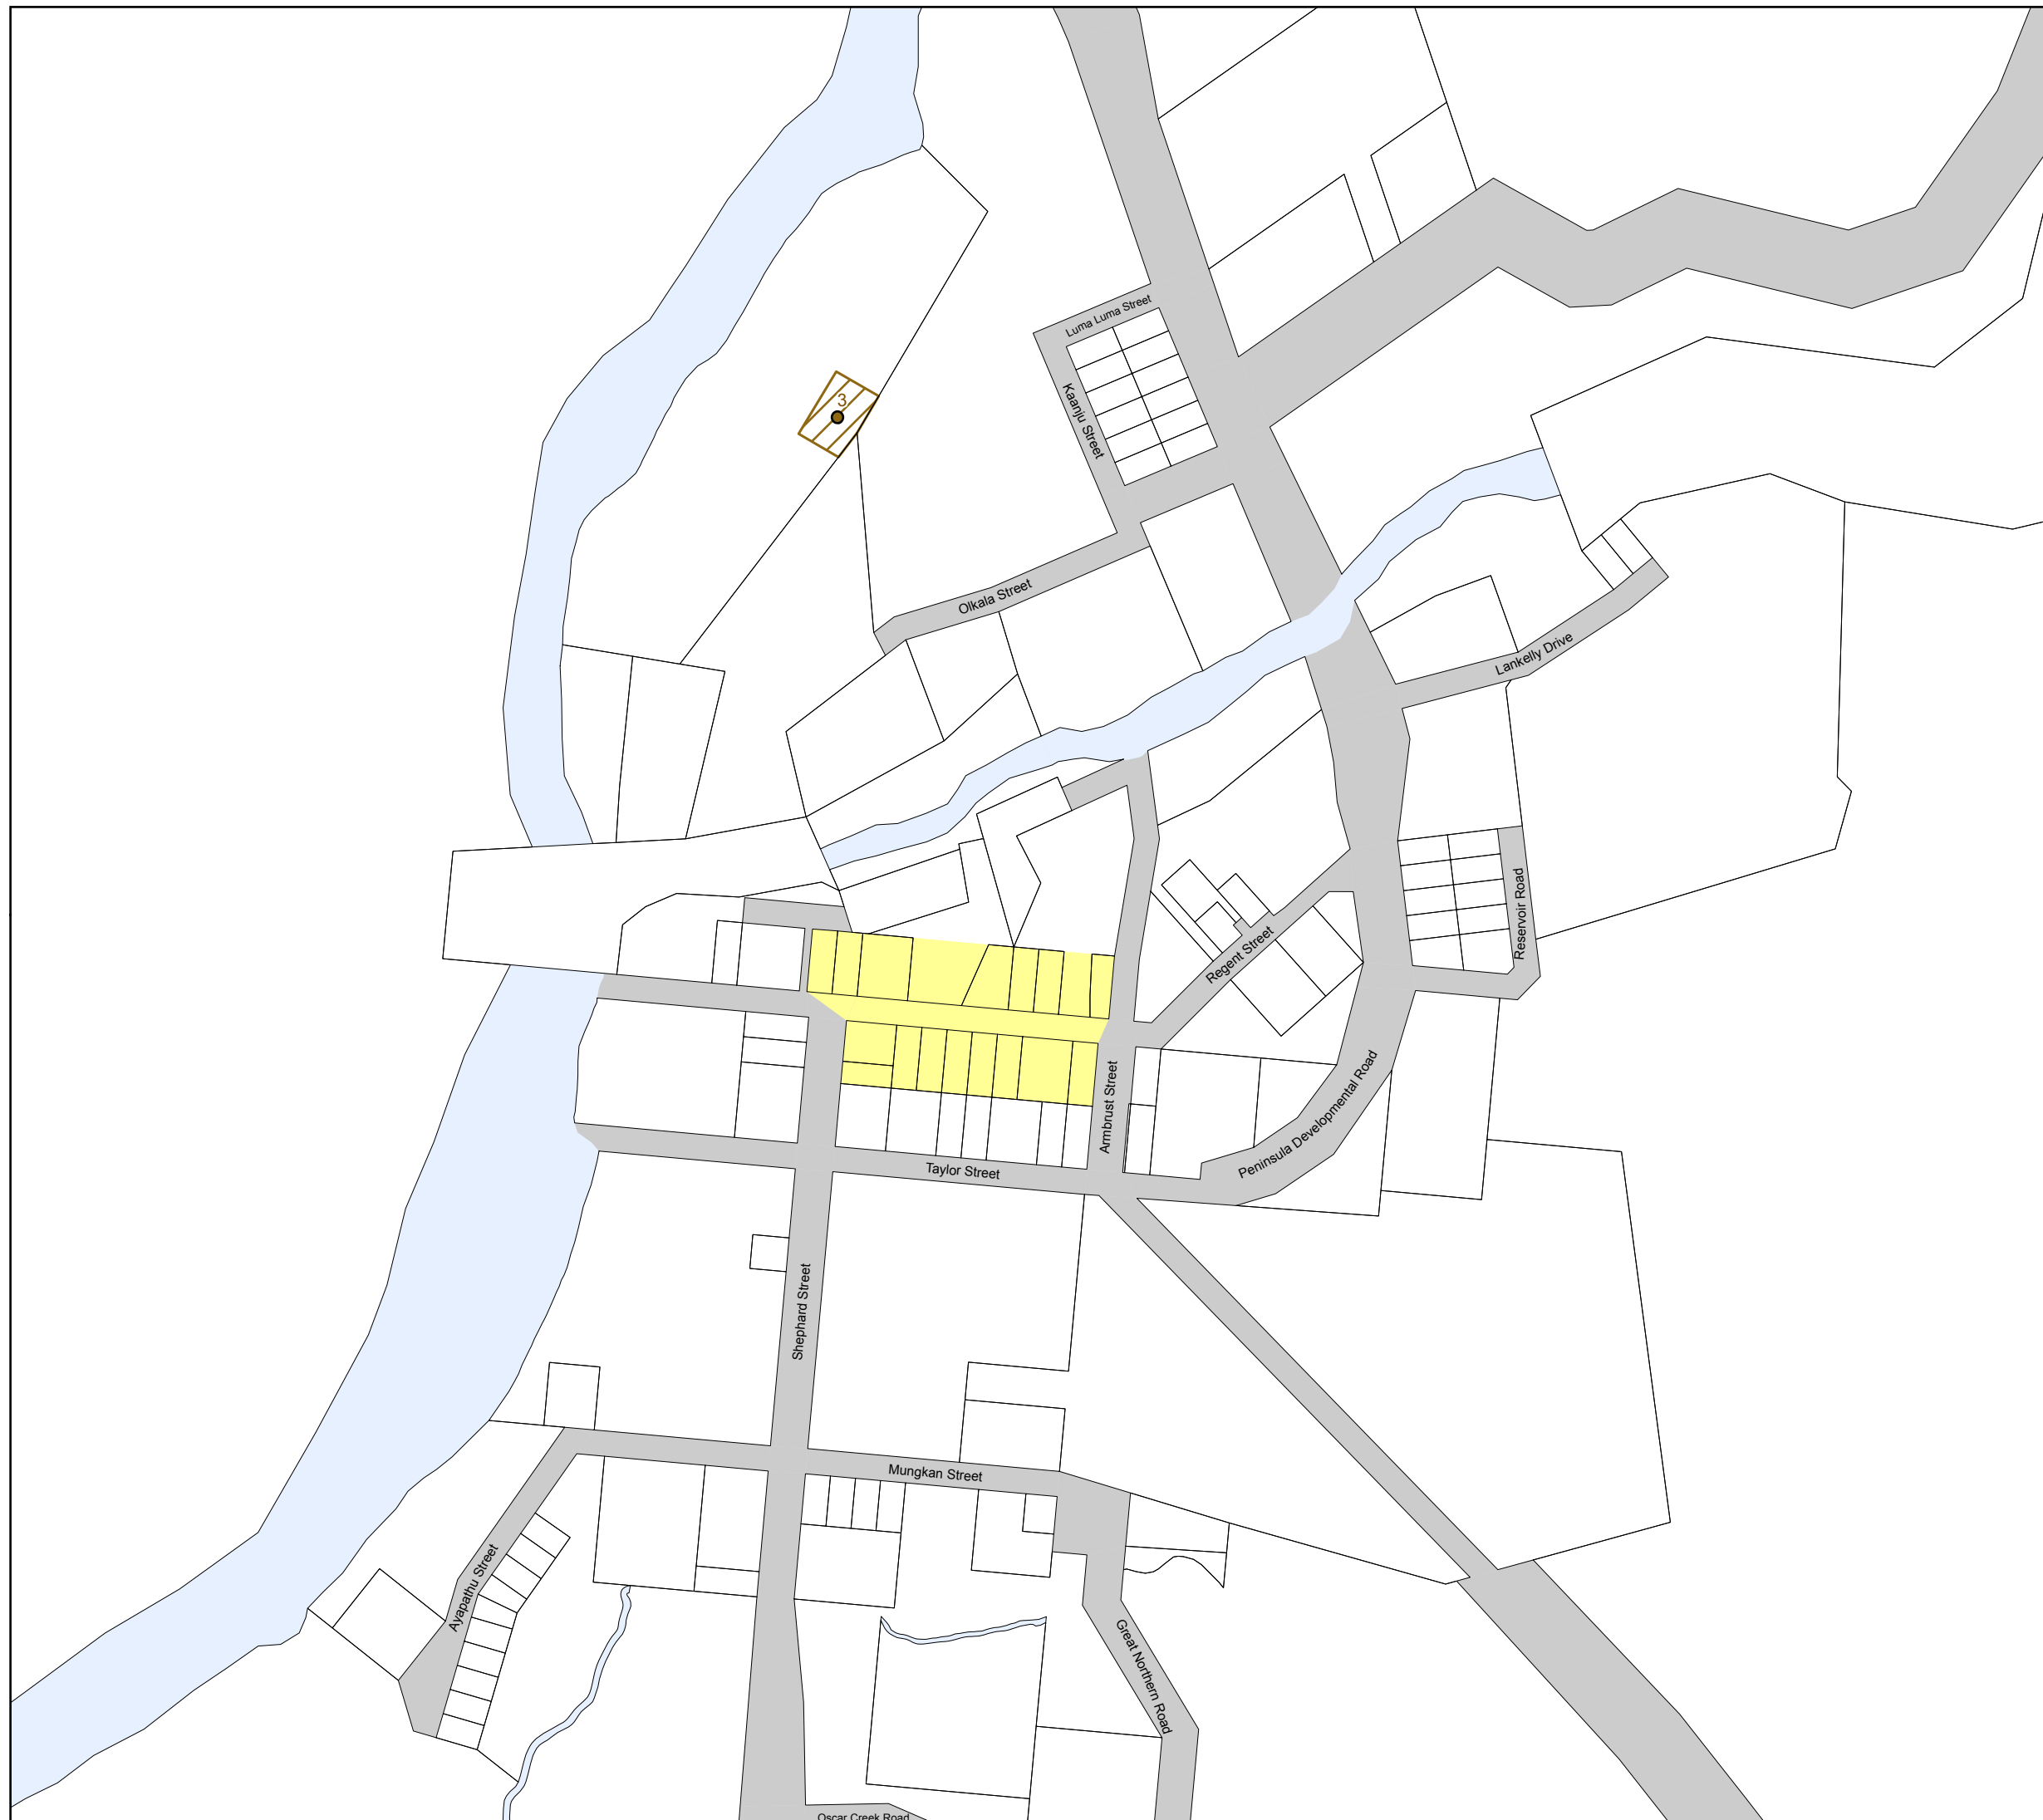 Luma Luma Street
Kaanju Street
3
Olkala Street
Lankelly Drive
Reservoir Road
Regent Street
Armbrust Street
Peninsula Developmental Road
Taylor Street
Shephard Street
Mungkan Street
Ayapathu Street
Great Northern Road
Oscar Creek Road